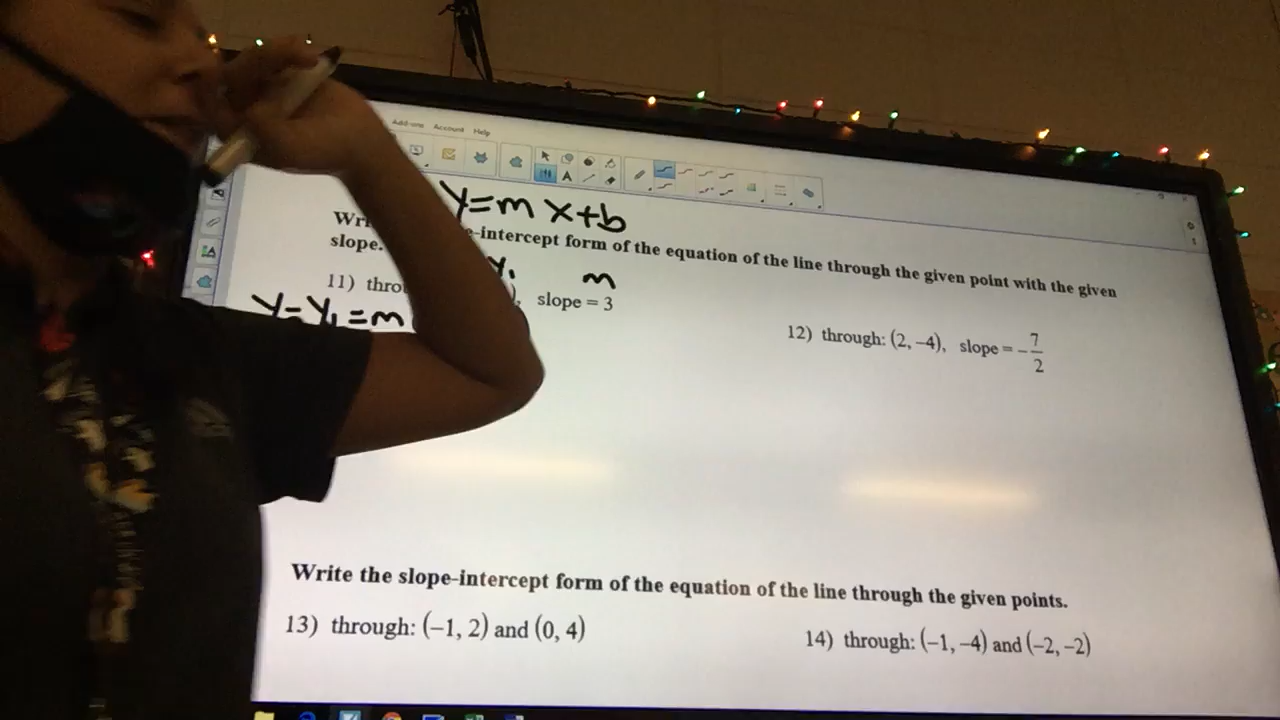 Add-ons Account Help
y=mx+b
-intercept form of the equation of the line through the given point with the given
slope.
y₁ m
11) slope = 3
y-y₁=m
12) through: (2, −4), slope = −7/2
Write the slope-intercept form of the equation of the line through the given points.
13) through: (−1, 2) and (0, 4)
14) through: (−1, −4) and (−2, −2)